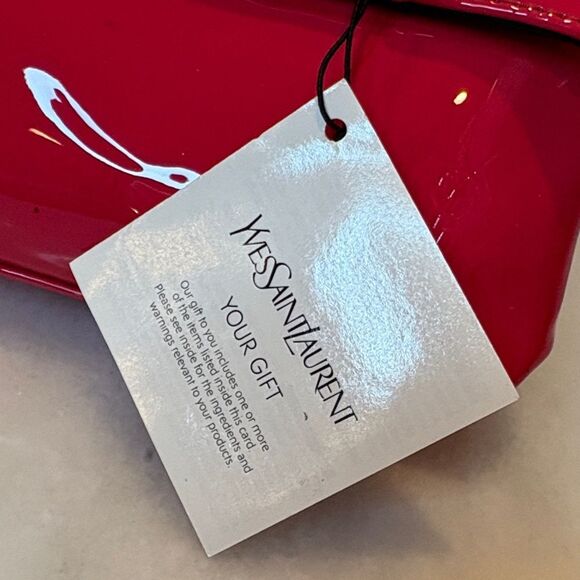 YVESSAINTLAURENT
YOUR GIFT
Our gift to you includes one or more
of the items listed inside this card
Please see inside for the ingredients and
warnings relevant to your products.